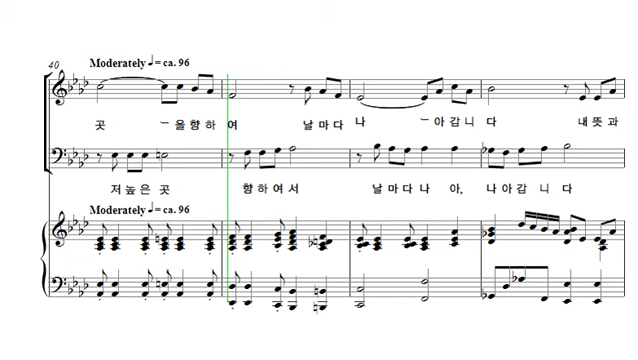 40
Moderately ♩= ca. 96
곳 ─ 을향하 여 날마다 나 ─ 아갑니 다 내뜻과
저높은 곳 향하여서 날마다나 아, 나아갑 니 다
Moderately ♩= ca. 96